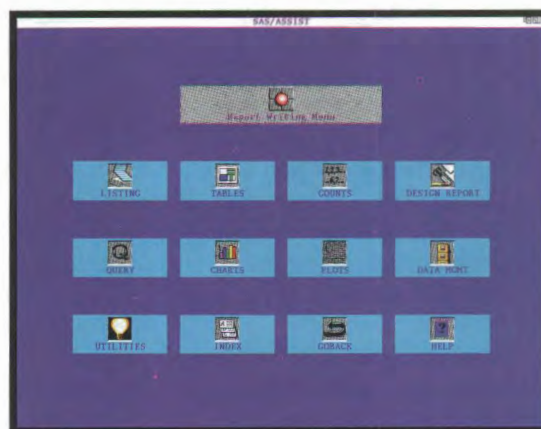 SAS/ASSIST
Report Writing Menu
LISTING
TABLES
COUNTS
DESIGN REPORT
QUERY
CHARTS
PLOTS
DATA MGMT
UTILITIES
INDEX
GOBACK
HELP